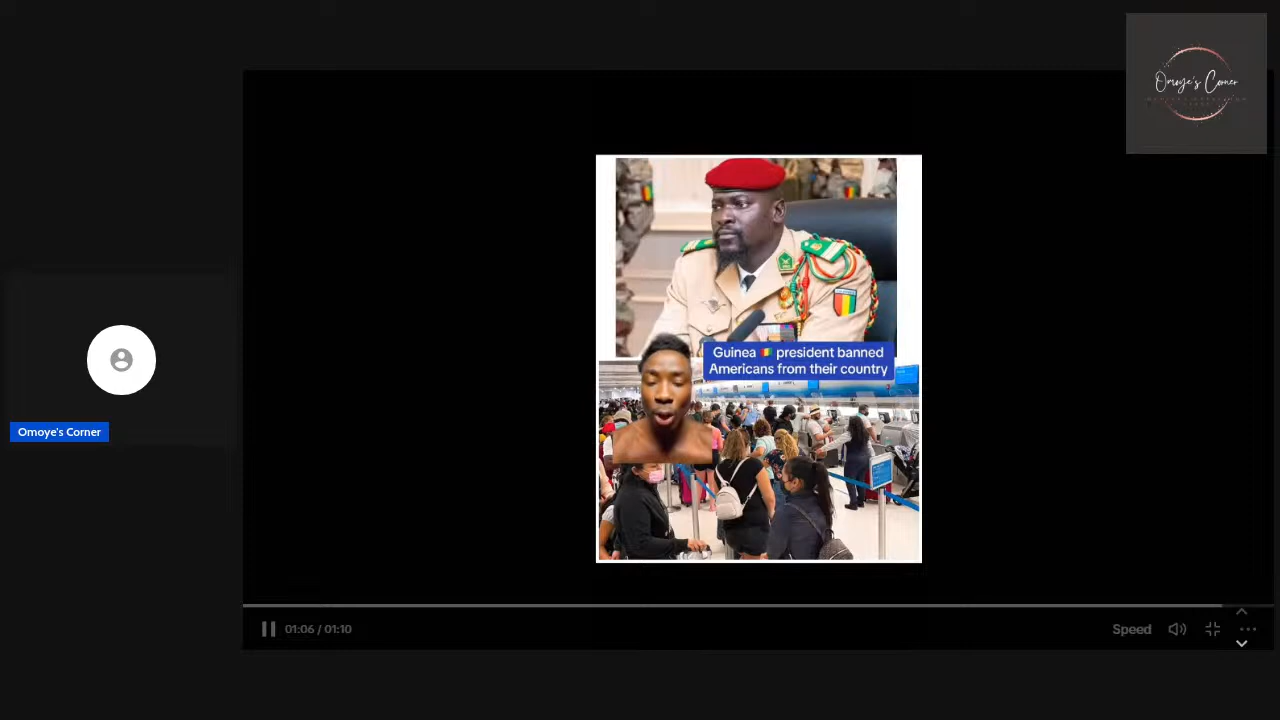 Omoye's Corner
Guinea 🇬🇳 president banned
Americans from their country
Omoye's Corner
01:06 / 01:10
Speed